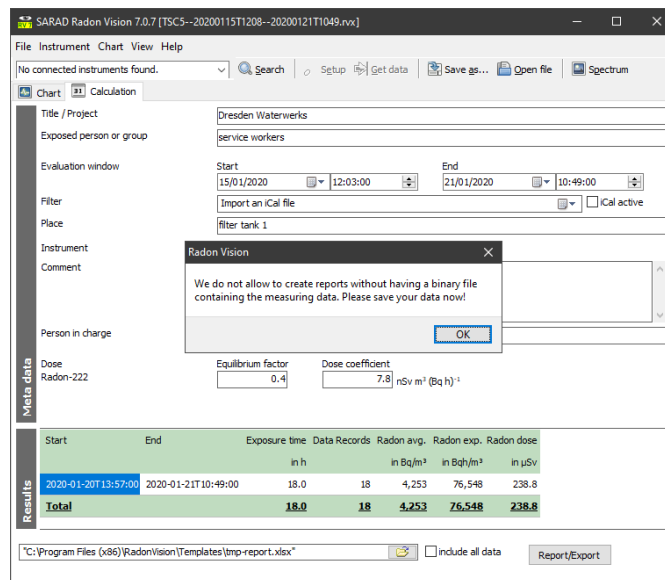 SARAD Radon Vision 7.0.7 [TSC5--20200115T1208--20200121T1049.rvx]
File Instrument Chart View Help
No connected instruments found. Search Setup Get data Save as... Open file Spectrum
Chart 31 Calculation
Title / Project Dresden Waterwerks
Exposed person or group service workers
Evaluation window Start End
15/01/2020 12:03:00 21/01/2020 10:49:00
Filter Import an iCal file iCal active
Place filter tank 1
Instrument
Radon Vision
Comment
We do not allow to create reports without having a binary file
containing the measuring data. Please save your data now!
Person in charge
OK
Dose Equilibrium factor Dose coefficient
Radon-222 0.4 7.8 nSv m³ (Bq h)⁻¹
Meta data
Start End Exposure time Data Records Radon avg. Radon exp. Radon dose
in h in Bq/m³ in Bqh/m³ in µSv
2020-01-20T13:57:00 2020-01-21T10:49:00 18.0 18 4,253 76,548 238.8
Total 18.0 18 4,253 76,548 238.8
Results
"C:\Program Files (x86)\RadonVision\Templates\tmp-report.xlsx" include all data Report/Export